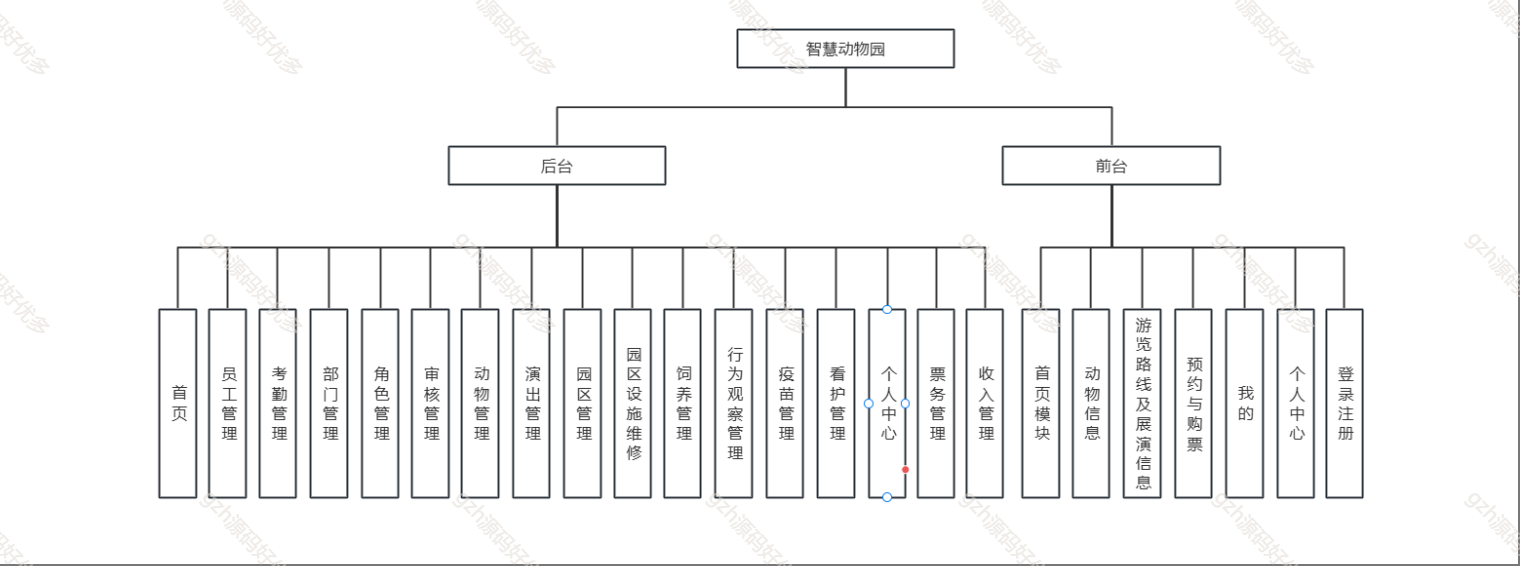 智慧动物园
后台
前台
首页
员工管理
考勤管理
部门管理
角色管理
审核管理
动物管理
演出管理
园区管理
园区设施维修
饲养管理
行为观察管理
疫苗管理
看护管理
个人中心
票务管理
收入管理
首页模块
动物信息
游览路线及展演信息
预约与购票
我的
个人中心
登录注册
gzh源码好优多